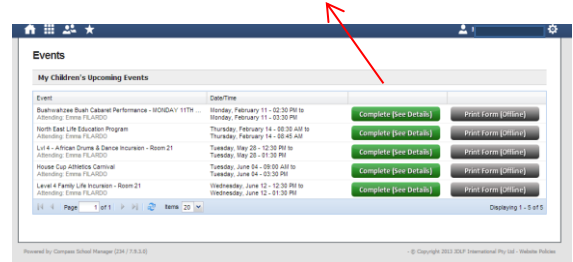 Events
My Children's Upcoming Events
Event Date/Time
Bushwahzee Bush Cabaret Performance - MONDAY 11TH ... Monday, February 11 - 02:30 PM to
Attending: Emma FILARDO Monday, February 11 - 03:30 PM
Complete (See Details) Print Form (Offline)
North East Life Education Program Thursday, February 14 - 08:30 AM to
Attending: Emma FILARDO Thursday, February 14 - 08:45 AM
Complete (See Details) Print Form (Offline)
Lvl 4 - African Drums & Dance Incursion - Room 21 Tuesday, May 28 - 12:30 PM to
Attending: Emma FILARDO Tuesday, May 28 - 01:30 PM
Complete (See Details) Print Form (Offline)
House Cup Athletics Carnival Tuesday, June 04 - 09:00 AM to
Attending: Emma FILARDO Tuesday, June 04 - 03:30 PM
Complete (See Details) Print Form (Offline)
Level 4 Family Life Incursion - Room 21 Wednesday, June 12 - 12:30 PM to
Attending: Emma FILARDO Wednesday, June 12 - 01:30 PM
Complete (See Details) Print Form (Offline)
Page 1 of 1 Items 20 Displaying 1 - 5 of 5
Powered by Compass School Manager (234 / 7.9.5.0) - © Copyright 2012 JDLF International Pty Ltd - Website Policies